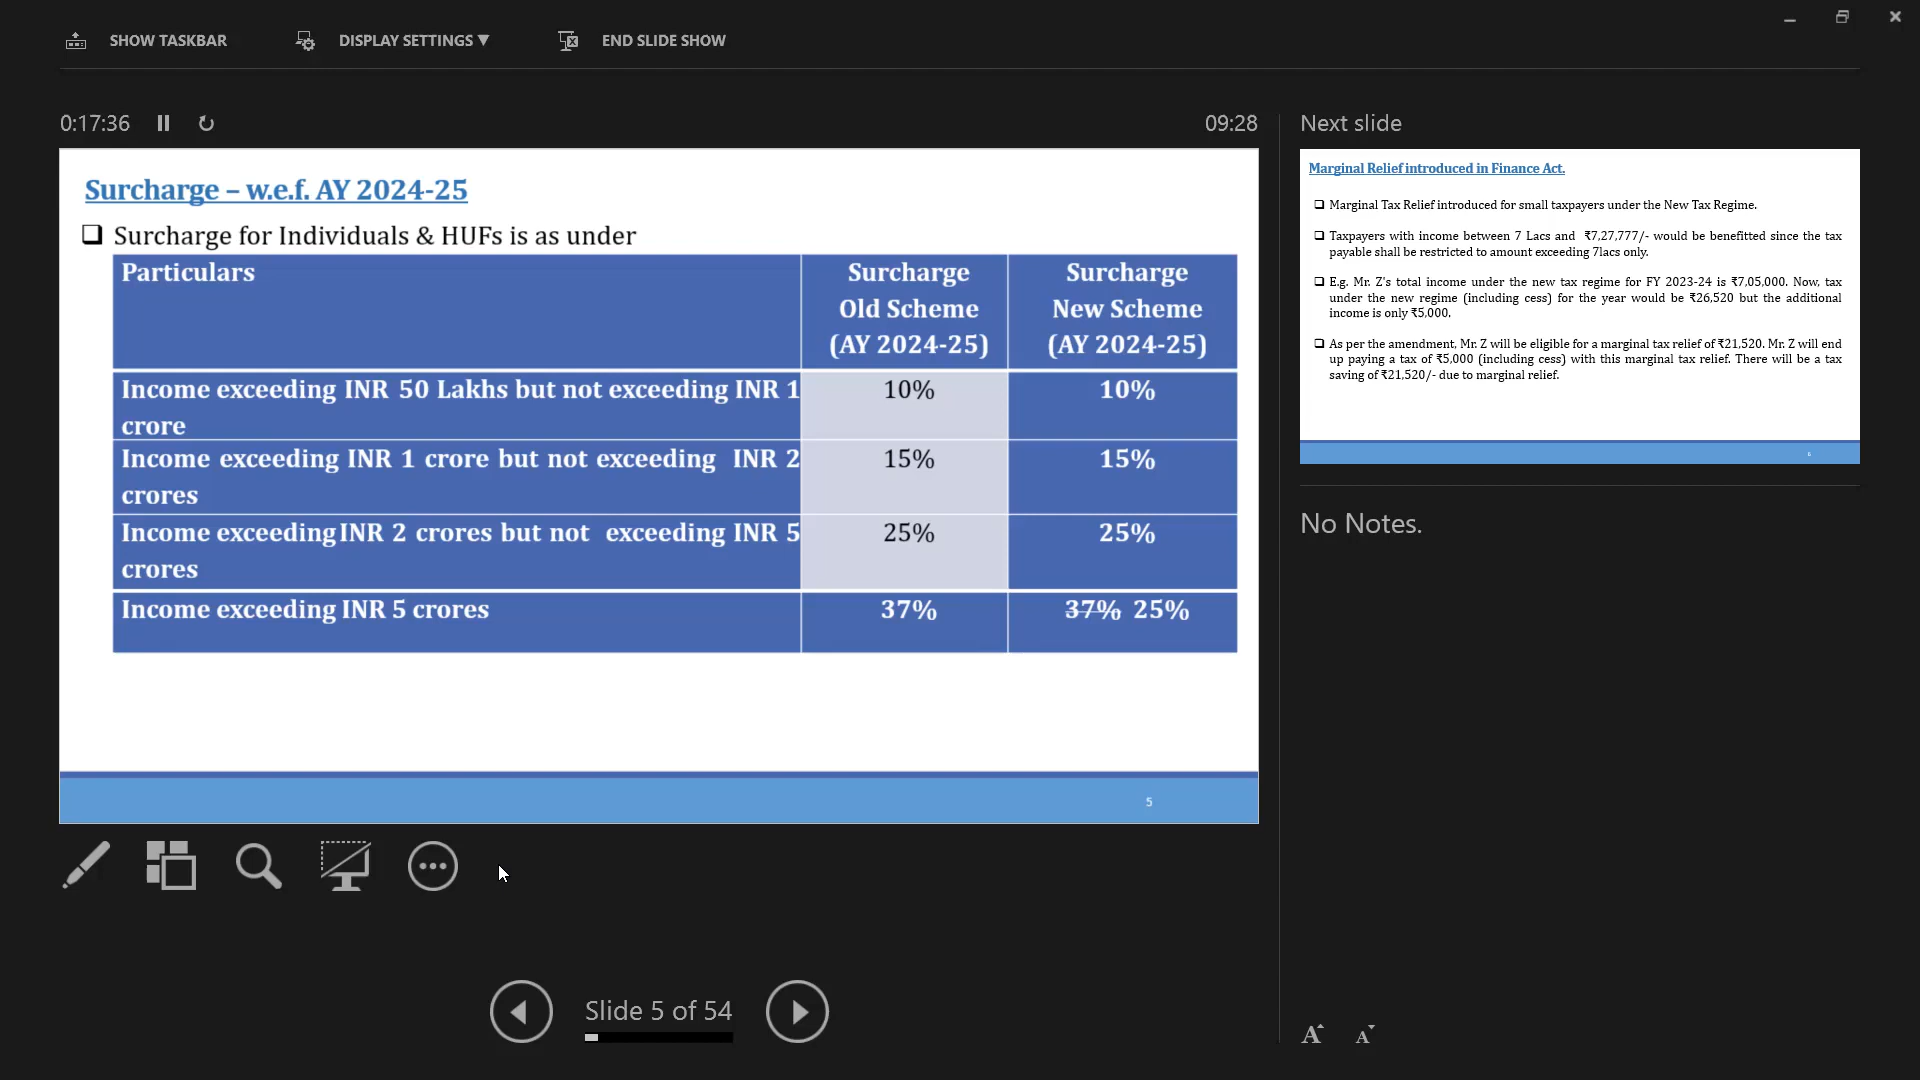 SHOW TASKBAR
DISPLAY SETTINGS ▼
END SLIDE SHOW
0:17:36
09:28
Surcharge – w.e.f. AY 2024-25
❑ Surcharge for Individuals & HUFs is as under
Particulars
Surcharge
Old Scheme
(AY 2024-25)
Surcharge
New Scheme
(AY 2024-25)
Income exceeding INR 50 Lakhs but not exceeding INR 1
crore
10%
10%
Income exceeding INR 1 crore but not exceeding INR 2
crores
15%
15%
Income exceeding INR 2 crores but not exceeding INR 5
crores
25%
25%
Income exceeding INR 5 crores
37%
37% 25%
5
Slide 5 of 54
Next slide
Marginal Relief introduced in Finance Act.
❑ Marginal Tax Relief introduced for small taxpayers under the New Tax Regime.
❑ Taxpayers with income between 7 Lacs and ₹7,27,777/- would be benefitted since the tax
payable shall be restricted to amount exceeding 7lacs only.
❑ E.g. Mr. Z's total income under the new tax regime for FY 2023-24 is ₹7,05,000. Now, tax
under the new regime (including cess) for the year would be ₹26,520 but the additional
income is only ₹5,000.
❑ As per the amendment, Mr. Z will be eligible for a marginal tax relief of ₹21,520. Mr. Z will end
up paying a tax of ₹5,000 (including cess) with this marginal tax relief. There will be a tax
saving of ₹21,520/- due to marginal relief.
No Notes.
A A